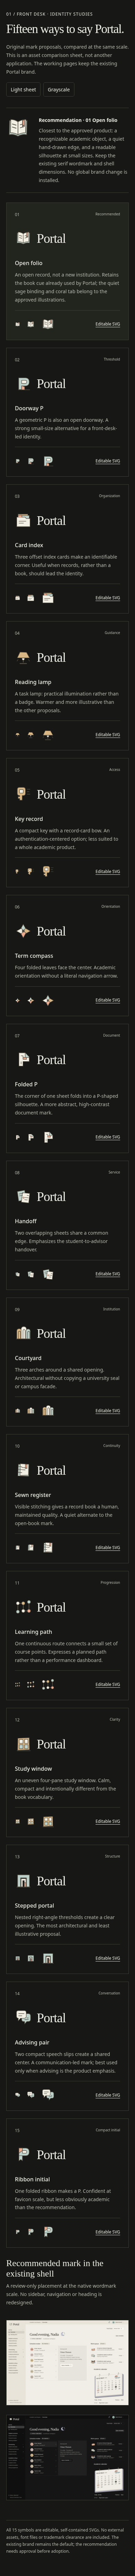 01 / FRONT DESK · IDENTITY STUDIES
Fifteen ways to say Portal.
Original mark proposals, compared at the same scale.
This is an asset comparison sheet, not another
application. The working pages keep the existing
Portal brand.
Light sheet
Grayscale
Recommendation · 01 Open folio
Closest to the approved product: a
recognizable academic object, a quiet
hand-drawn edge, and a readable
silhouette at small sizes. Keep the
existing serif wordmark and shell
dimensions. No global brand change is
installed.
01
Recommended
Portal
Open folio
An open record, not a new institution. Retains
the book cue already used by Portal; the quiet
sage binding and coral tab belong to the
approved illustrations.
Editable SVG
02
Threshold
Portal
Doorway P
A geometric P is also an open doorway. A
strong small-size alternative for a front-desk-
led identity.
Editable SVG
03
Organization
Portal
Card index
Three offset index cards make an identifiable
corner. Useful when records, rather than a
book, should lead the identity.
Editable SVG
04
Guidance
Portal
Reading lamp
A task lamp: practical illumination rather than
a badge. Warmer and more illustrative than
the other proposals.
Editable SVG
05
Access
Portal
Key record
A compact key with a record-card bow. An
authentication-centered option; less suited to
a whole academic product.
Editable SVG
06
Orientation
Portal
Term compass
Four folded leaves face the center. Academic
orientation without a literal navigation arrow.
Editable SVG
07
Document
Portal
Folded P
The corner of one sheet folds into a P-shaped
silhouette. A more abstract, high-contrast
document mark.
Editable SVG
08
Service
Portal
Handoff
Two overlapping sheets share a common
edge. Emphasizes the student-to-advisor
handover.
Editable SVG
09
Institution
Portal
Courtyard
Three arches around a shared opening.
Architectural without copying a university seal
or campus facade.
Editable SVG
10
Continuity
Portal
Sewn register
Visible stitching gives a record book a human,
maintained quality. A quiet alternate to the
open-book mark.
Editable SVG
11
Progression
Portal
Learning path
One continuous route connects a small set of
course points. Expresses a planned path
rather than a performance dashboard.
Editable SVG
12
Clarity
Portal
Study window
An uneven four-pane study window. Calm,
compact and intentionally different from the
book vocabulary.
Editable SVG
13
Structure
Portal
Stepped portal
Nested right-angle thresholds create a clear
opening. The most architectural and least
illustrative proposal.
Editable SVG
14
Conversation
Portal
Advising pair
Two compact speech slips create a shared
center. A communication-led mark; best used
only when advising is the product emphasis.
Editable SVG
15
Compact initial
Portal
Ribbon initial
One folded ribbon makes a P. Confident at
favicon scale, but less obviously academic
than the recommendation.
Editable SVG
Recommended mark in the
existing shell
A review-only placement at the native wordmark
scale. No sidebar, navigation or heading is
redesigned.
Good evening, Nadia.
Good evening, Nadia.
All 15 symbols are editable, self-contained SVGs. No external
assets, font files or trademark clearance are included. The
existing brand remains the default; the recommendation
needs approval before adoption.